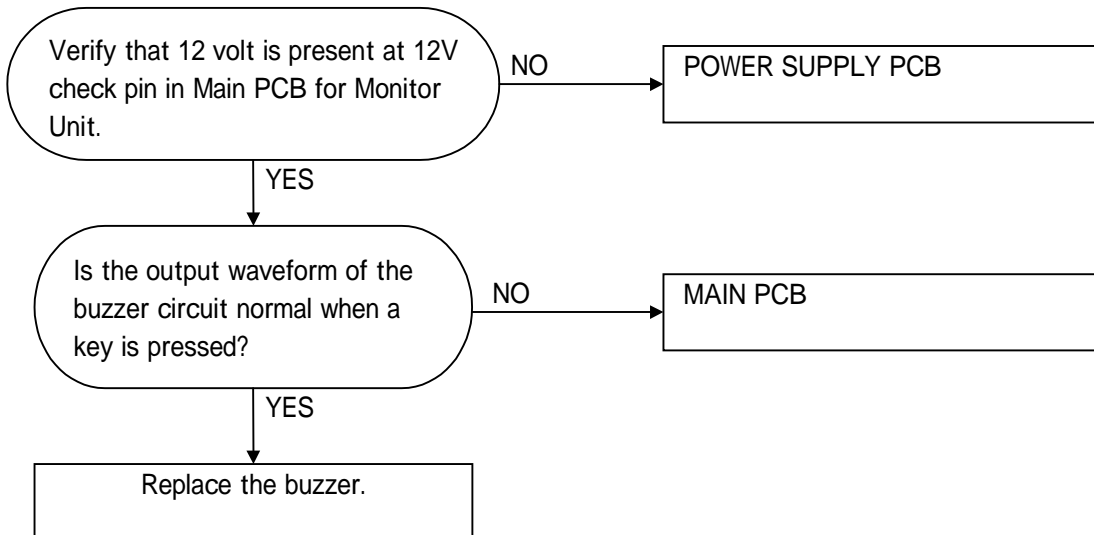 Verify that 12 volt is present at 12V
check pin in Main PCB for Monitor
Unit.
NO
POWER SUPPLY PCB
YES
Is the output waveform of the
buzzer circuit normal when a
key is pressed?
NO
MAIN PCB
YES
Replace the buzzer.